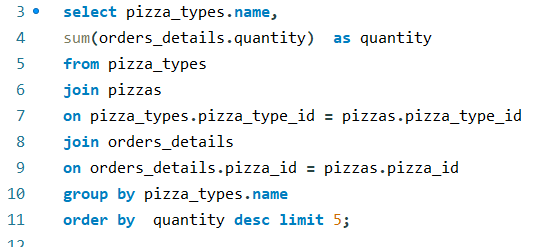 3 select pizza_types.name,
4 sum(orders_details.quantity)  as quantity
5 from pizza_types
6 join pizzas
7 on pizza_types.pizza_type_id = pizzas.pizza_type_id
8 join orders_details
9 on orders_details.pizza_id = pizzas.pizza_id
10 group by pizza_types.name
11 order by  quantity desc limit 5;
12